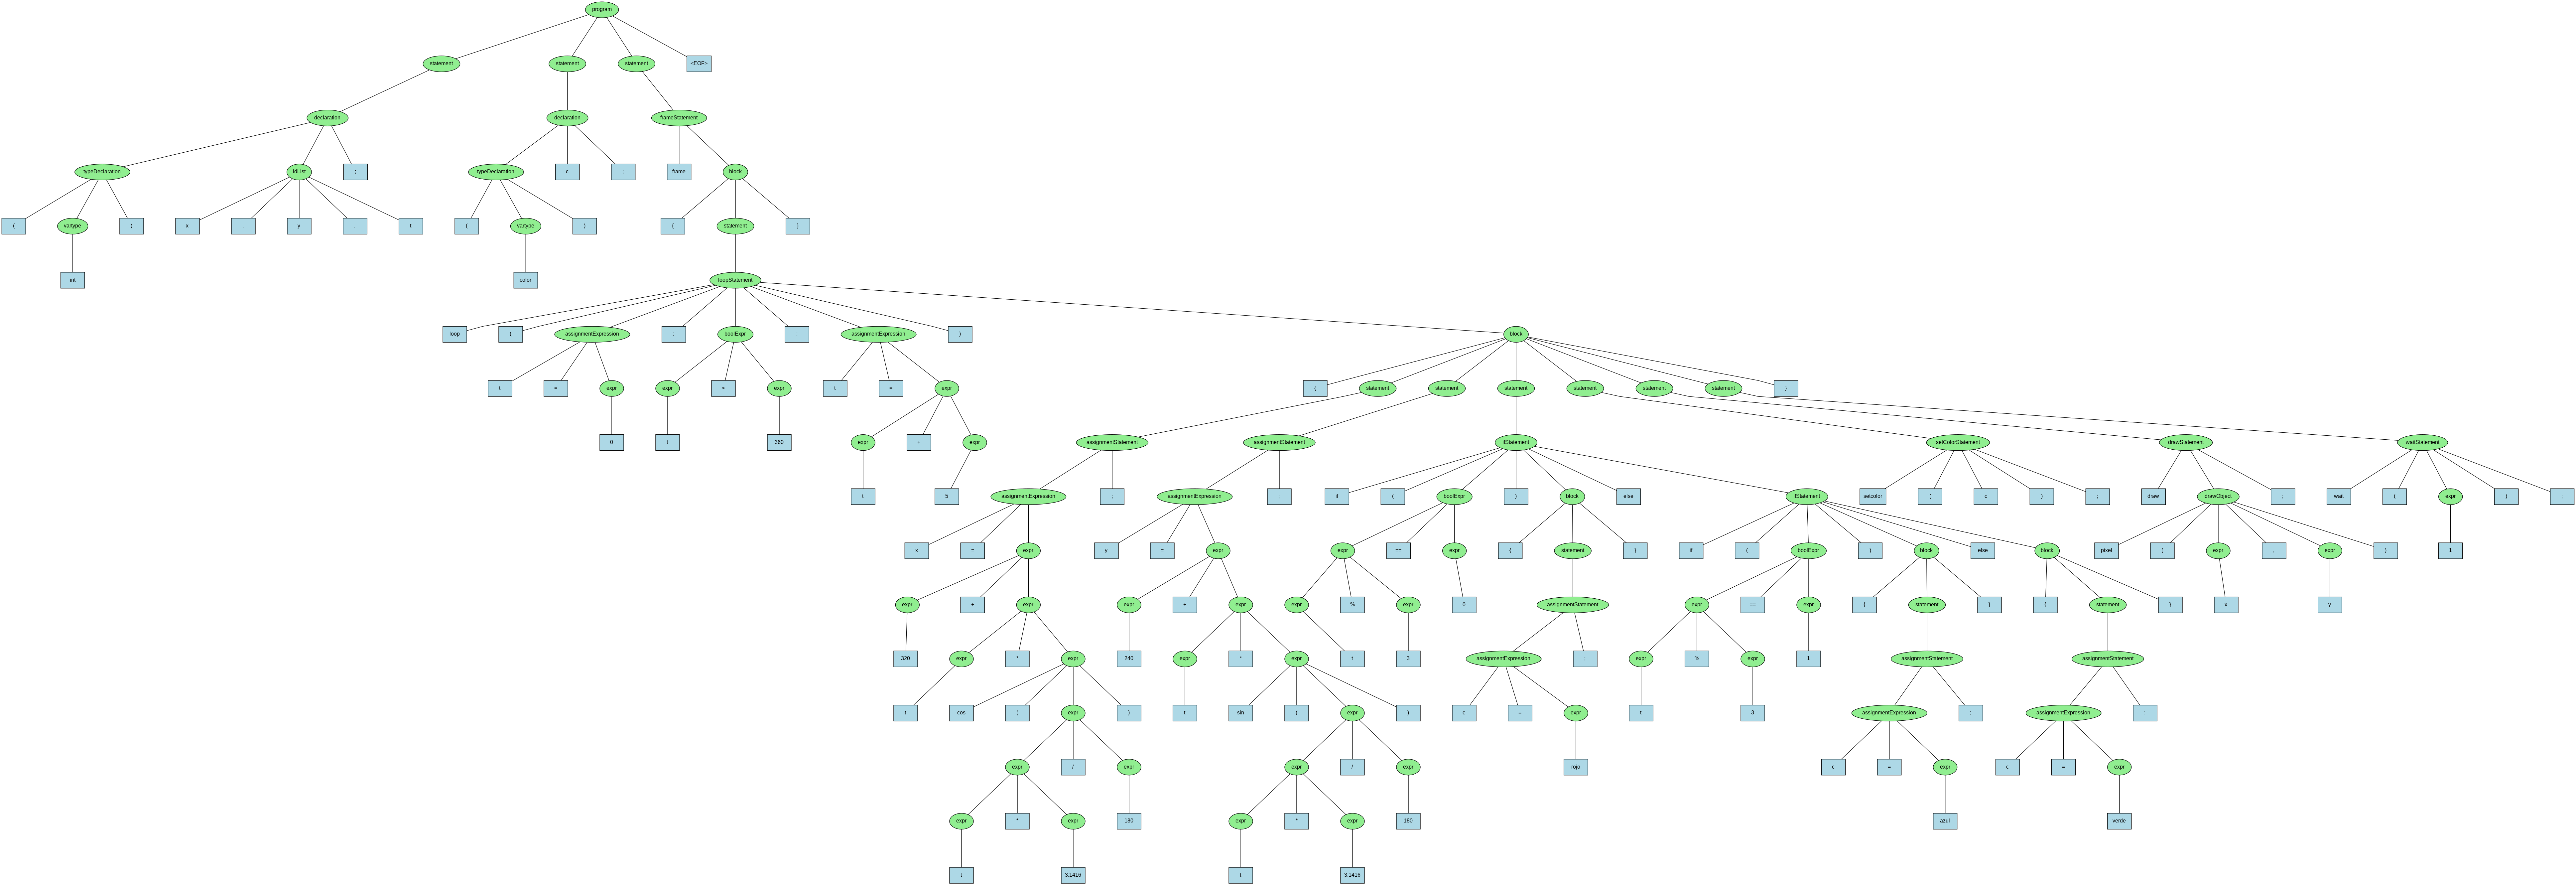 program
statement statement statement <EOF>
declaration declaration frameStatement
typeDeclaration idList ; typeDeclaration c ; frame block
( vartype ) x , y , t ( vartype ) { statement }
int color loopStatement
loop ( assignmentExpression ; boolExpr ; assignmentExpression ) block
t = expr expr < expr t = expr { statement statement statement statement statement statement }
0 t 360 expr + expr assignmentStatement assignmentStatement ifStatement setColorStatement drawStatement waitStatement
t 5 assignmentExpression ; assignmentExpression ; if ( boolExpr ) block else ifStatement setcolor ( c ) ; draw drawObject ; wait ( expr ) ;
x = expr y = expr expr == expr { statement } if ( boolExpr ) block else block pixel ( expr , expr ) 1
expr + expr expr + expr expr % expr 0 assignmentStatement expr == expr { statement } { statement } x y
320 expr * expr 240 expr * expr t 3 assignmentExpression ; expr % expr 1 assignmentStatement assignmentStatement
t cos ( expr ) t sin ( expr ) c = expr t 3 assignmentExpression ; assignmentExpression ;
expr / expr expr / expr rojo c = expr c = expr
expr * expr 180 expr * expr 180 azul verde
t 3.1416 t 3.1416